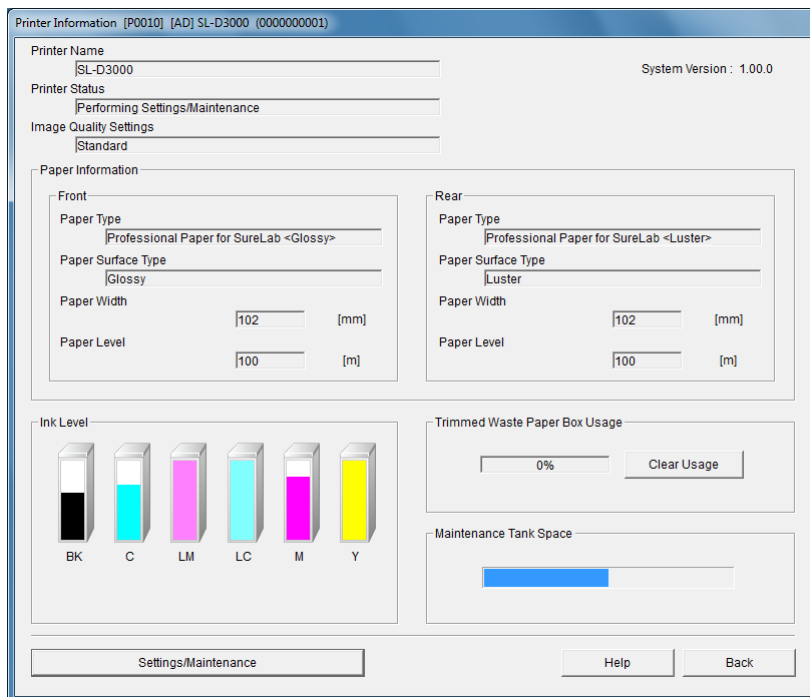 Printer Information [P0010] [AD] SL-D3000 (0000000001)
Printer Name
SL-D3000
System Version : 1.00.0
Printer Status
Performing Settings/Maintenance
Image Quality Settings
Standard
Paper Information
Front
Paper Type
Professional Paper for SureLab <Glossy>
Paper Surface Type
Glossy
Paper Width
102 [mm]
Paper Level
100 [m]
Rear
Paper Type
Professional Paper for SureLab <Luster>
Paper Surface Type
Luster
Paper Width
102 [mm]
Paper Level
100 [m]
Ink Level
BK C LM LC M Y
Trimmed Waste Paper Box Usage
0% Clear Usage
Maintenance Tank Space
Settings/Maintenance Help Back